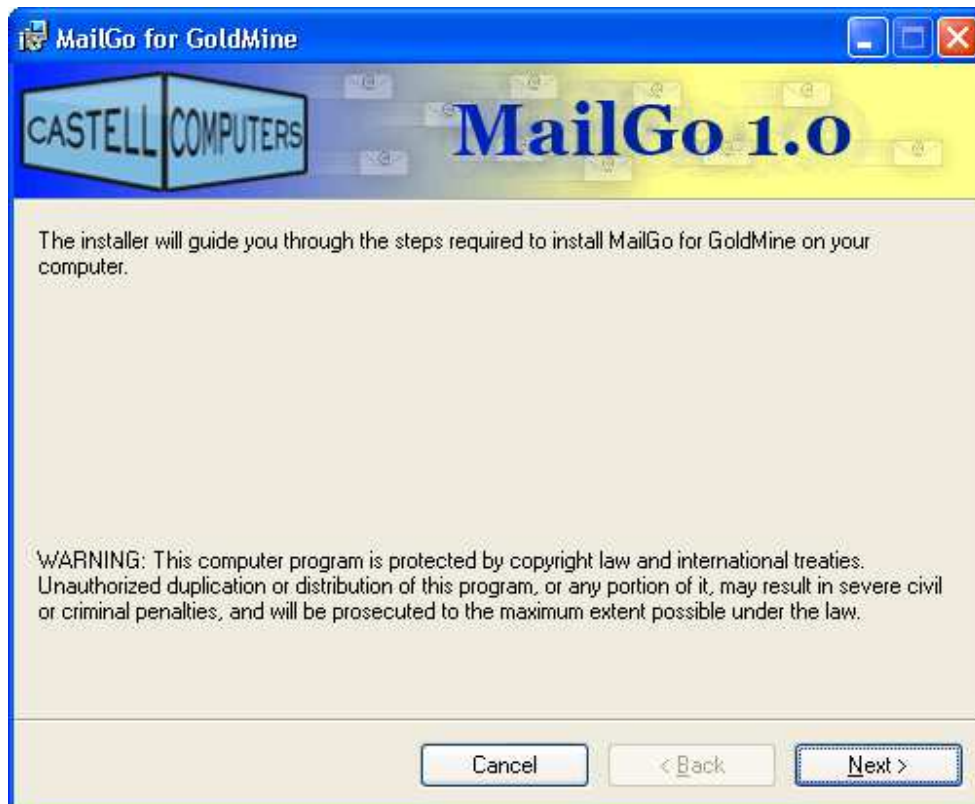 MailGo for GoldMine
CASTELL COMPUTERS
MailGo 1.0
The installer will guide you through the steps required to install MailGo for GoldMine on your
computer.
WARNING: This computer program is protected by copyright law and international treaties.
Unauthorized duplication or distribution of this program, or any portion of it, may result in severe civil
or criminal penalties, and will be prosecuted to the maximum extent possible under the law.
Cancel
< Back
Next >